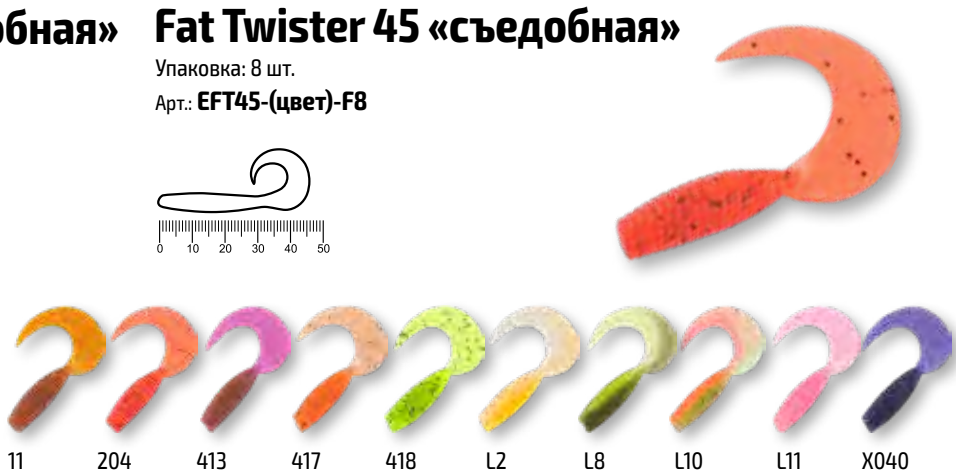 обная» Fat Twister 45 «съедобная»
Упаковка: 8 шт.
Арт.: EFT45-(цвет)-F8
0 10 20 30 40 50
11 204 413 417 418 L2 L8 L10 L11 X040